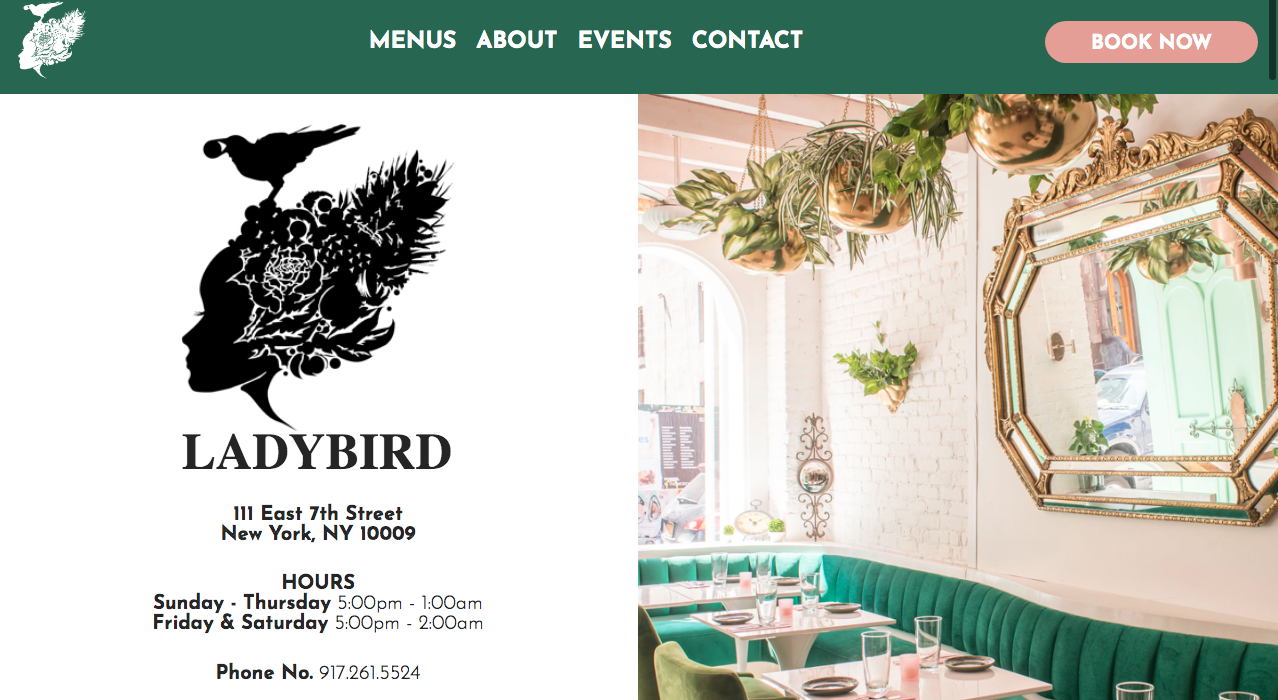 MENUS ABOUT EVENTS CONTACT BOOK NOW
LADYBIRD
111 East 7th Street
New York, NY 10009
HOURS
Sunday - Thursday 5:00pm - 1:00am
Friday & Saturday 5:00pm - 2:00am
Phone No. 917.261.5524